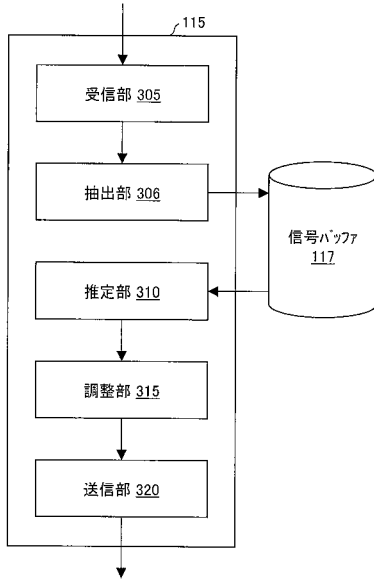 115
受信部 305
抽出部 306
信号バッファ
117
推定部 310
調整部 315
送信部 320